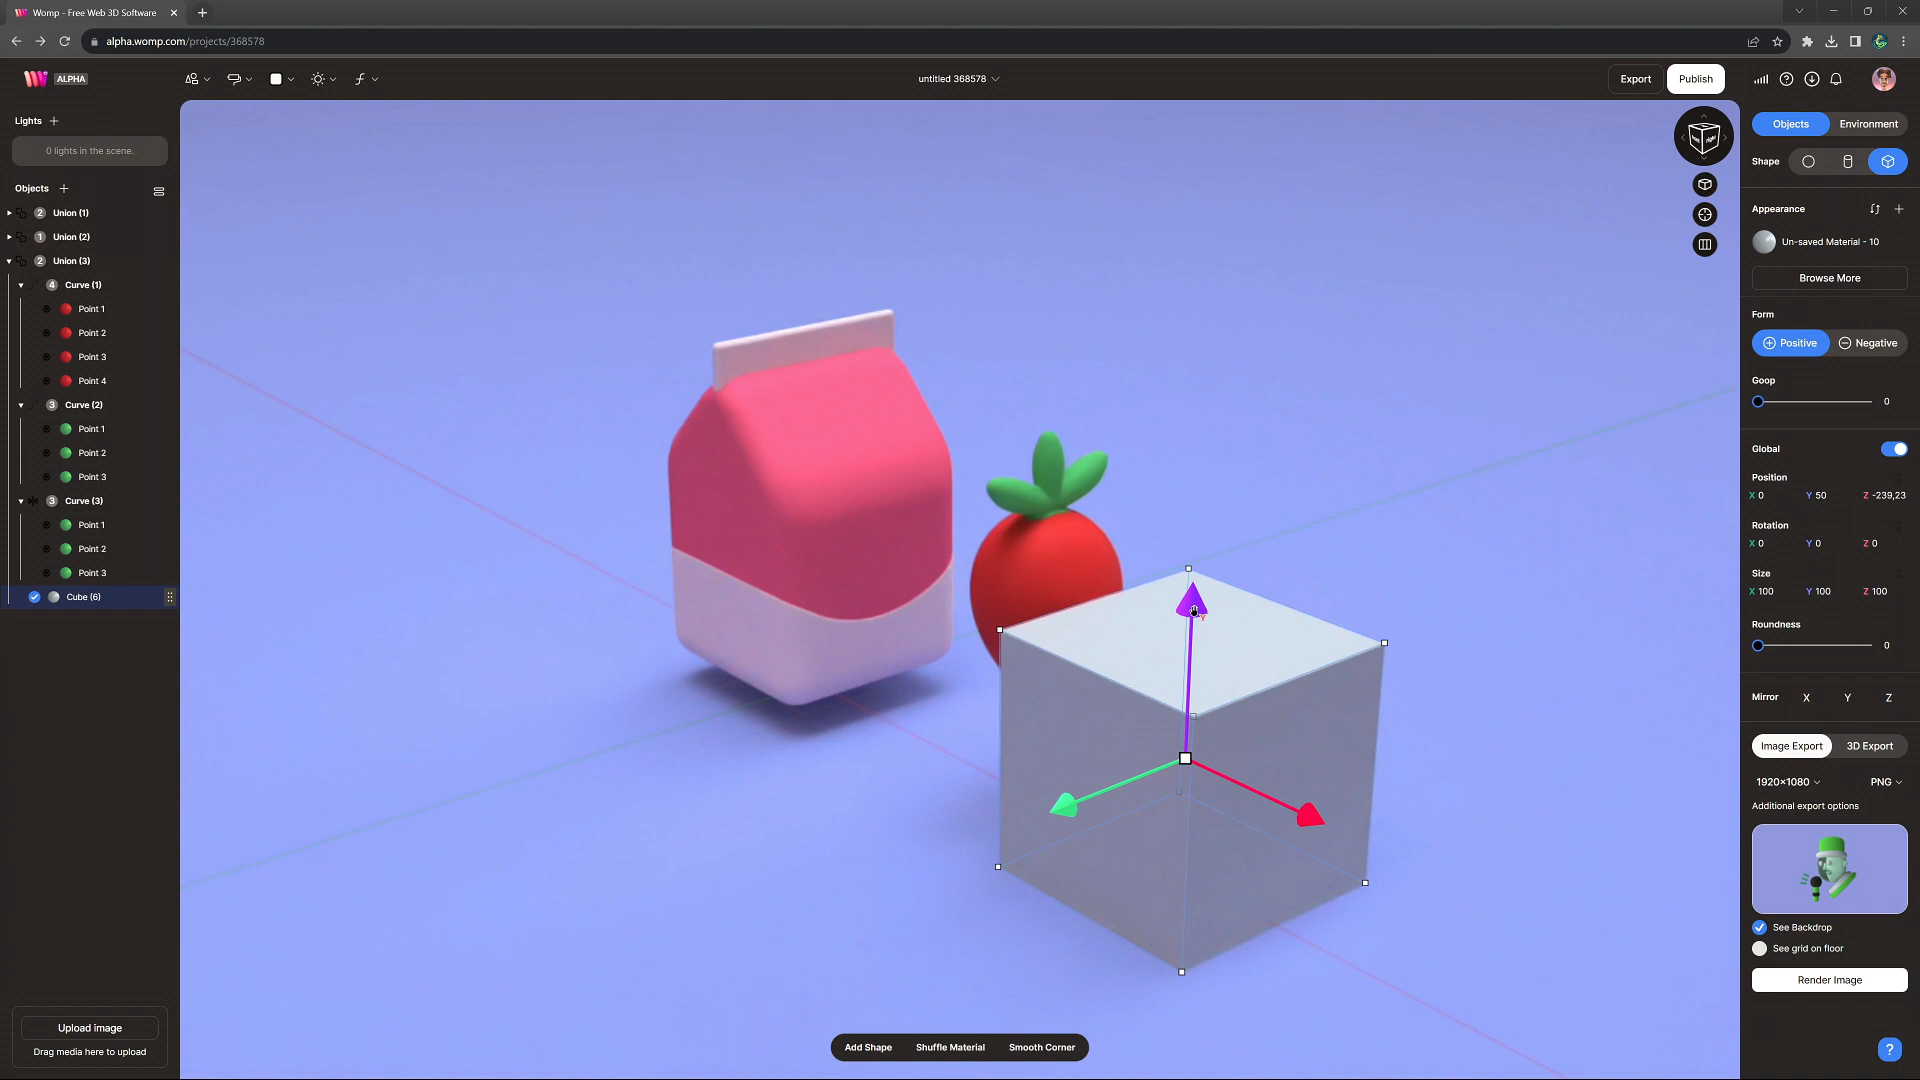 Womp - Free Web 3D Software
alpha.womp.com/projects/368578
ALPHA
untitled 368578
Export
Publish
Lights
0 lights in the scene.
Objects
2 Union (1)
1 Union (2)
2 Union (3)
4 Curve (1)
Point 1
Point 2
Point 3
Point 4
3 Curve (2)
Point 1
Point 2
Point 3
3 Curve (3)
Point 1
Point 2
Point 3
Cube (6)
Upload image
Drag media here to upload
Y
Add Shape
Shuffle Material
Smooth Corner
Objects
Environment
Shape
Appearance
Un-saved Material - 10
Browse More
Form
Positive
Negative
Goop
0
Global
Position
X 0 Y 50 Z -239,23
Rotation
X 0 Y 0 Z 0
Size
X 100 Y 100 Z 100
Roundness
0
Mirror X Y Z
Image Export
3D Export
1920×1080
PNG
Additional export options
See Backdrop
See grid on floor
Render Image
?